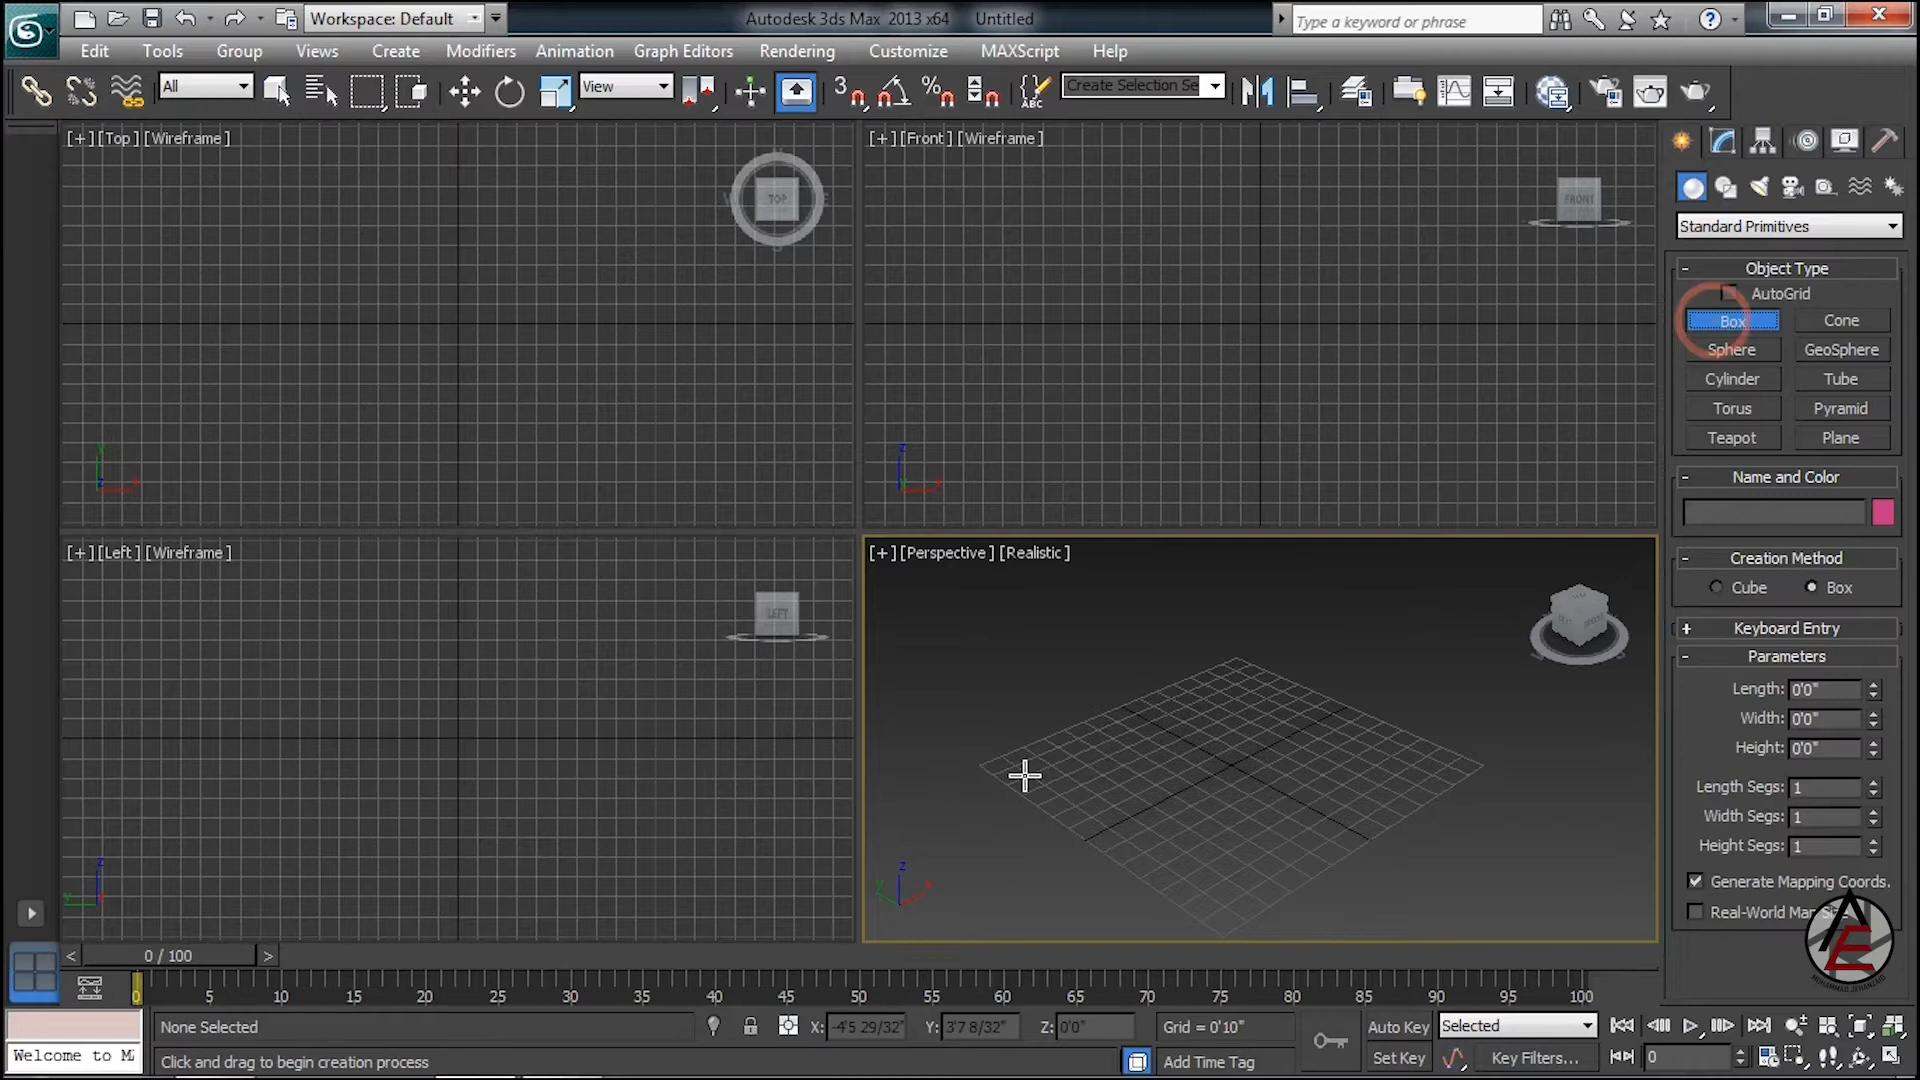 Workspace: Default
Autodesk 3ds Max 2013 x64
Untitled
Type a keyword or phrase
Edit
Tools
Group
Views
Create
Modifiers
Animation
Graph Editors
Rendering
Customize
MAXScript
Help
All
View
3
%
ABC
Create Selection Se
[+][Top][Wireframe]
TOP
[+][Front][Wireframe]
FRONT
[+][Left][Wireframe]
LEFT
[+][Perspective][Realistic]
Standard Primitives
Object Type
AutoGrid
Box
Cone
Sphere
GeoSphere
Cylinder
Tube
Torus
Pyramid
Teapot
Plane
Name and Color
Creation Method
Cube
Box
Keyboard Entry
Parameters
Length: 0'0"
Width: 0'0"
Height: 0'0"
Length Segs: 1
Width Segs: 1
Height Segs: 1
Generate Mapping Coords.
Real-World Map
AE
MUHAMMAD JEHANZAIB
< 0 / 100 >
0 5 10 15 20 25 30 35 40 45 50 55 60 65 70 75 80 85 90 95 100
None Selected
X: -4'5 29/32"
Y: 3'7 8/32"
Z: 0'0"
Grid = 0'10"
Auto Key
Selected
Welcome to MA
Click and drag to begin creation process
Add Time Tag
Set Key
Key Filters...
0